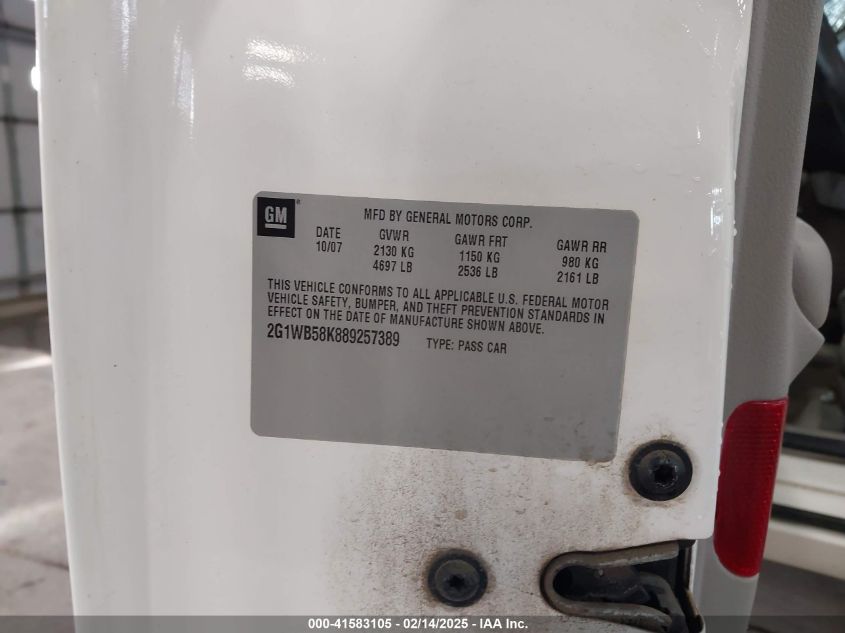 GM
MFD BY GENERAL MOTORS CORP.
DATE GVWR GAWR FRT GAWR RR
10/07 2130 KG 1150 KG 980 KG
4697 LB 2536 LB 2161 LB
THIS VEHICLE CONFORMS TO ALL APPLICABLE U.S. FEDERAL MOTOR
VEHICLE SAFETY, BUMPER, AND THEFT PREVENTION STANDARDS IN
EFFECT ON THE DATE OF MANUFACTURE SHOWN ABOVE.
2G1WB58K889257389 TYPE: PASS CAR
000-41583105 - 02/14/2025 - IAA Inc.